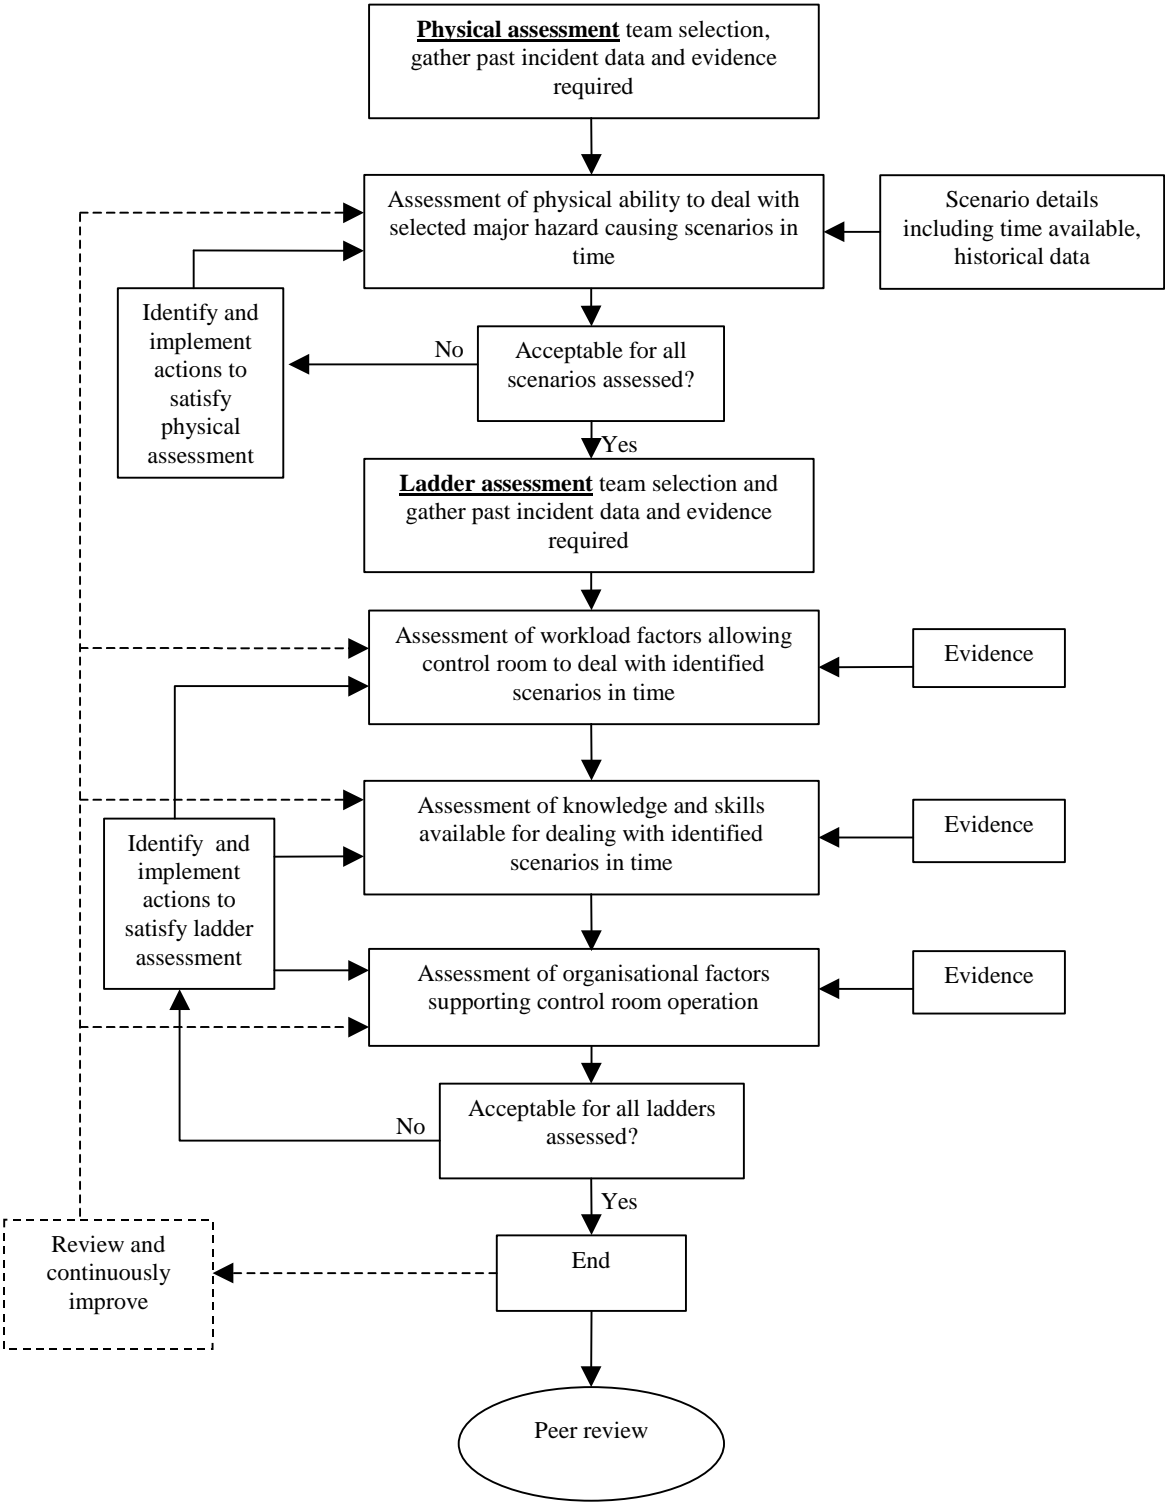 Physical assessment team selection,
gather past incident data and evidence
required
Assessment of physical ability to deal with
selected major hazard causing scenarios in
time
Scenario details
including time available,
historical data
Identify and
implement
actions to
satisfy
physical
assessment
No
Acceptable for all
scenarios assessed?
Yes
Ladder assessment team selection and
gather past incident data and evidence
required
Assessment of workload factors allowing
control room to deal with identified
scenarios in time
Evidence
Assessment of knowledge and skills
available for dealing with identified
scenarios in time
Evidence
Identify and
implement
actions to
satisfy ladder
assessment
Assessment of organisational factors
supporting control room operation
Evidence
No
Acceptable for all ladders
assessed?
Yes
Review and
continuously
improve
End
Peer review